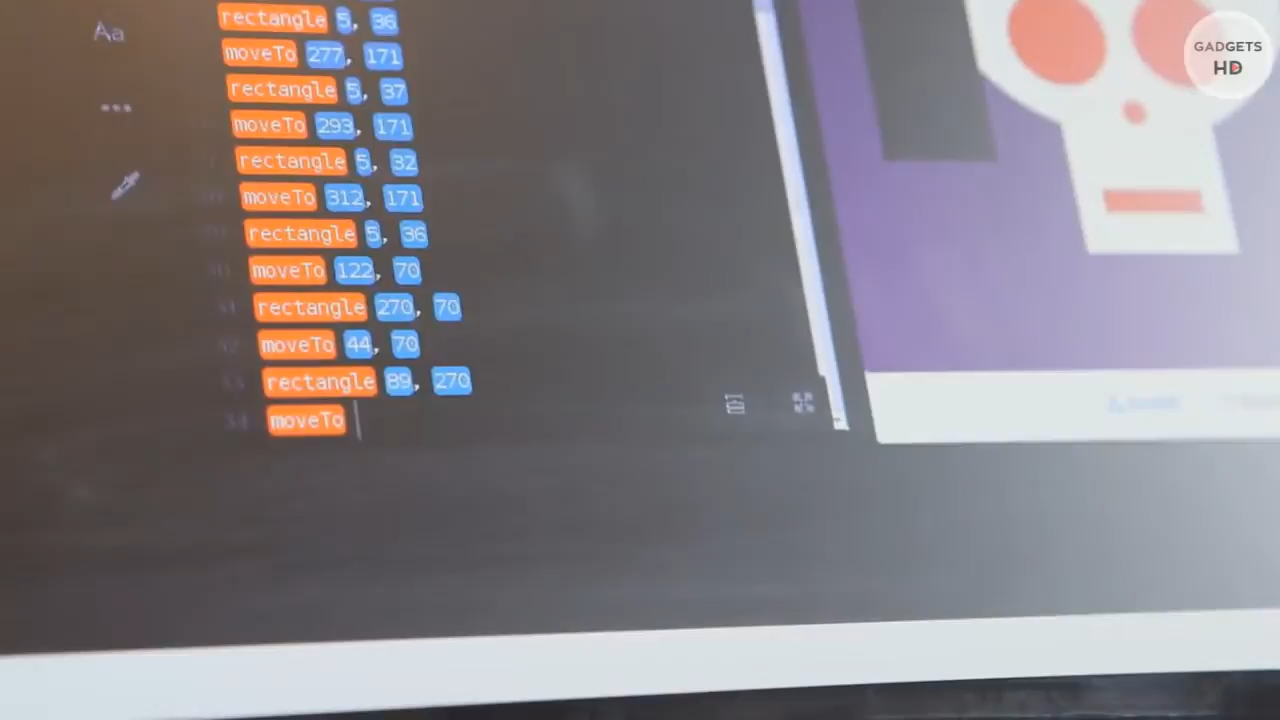 Aa
rectangle 5, 36
moveTo 277, 171
rectangle 5, 37
moveTo 293, 171
rectangle 5, 32
moveTo 312, 171
rectangle 5, 36
moveTo 122, 70
rectangle 270, 70
moveTo 44, 70
rectangle 89, 270
moveTo
GADGETS
HD